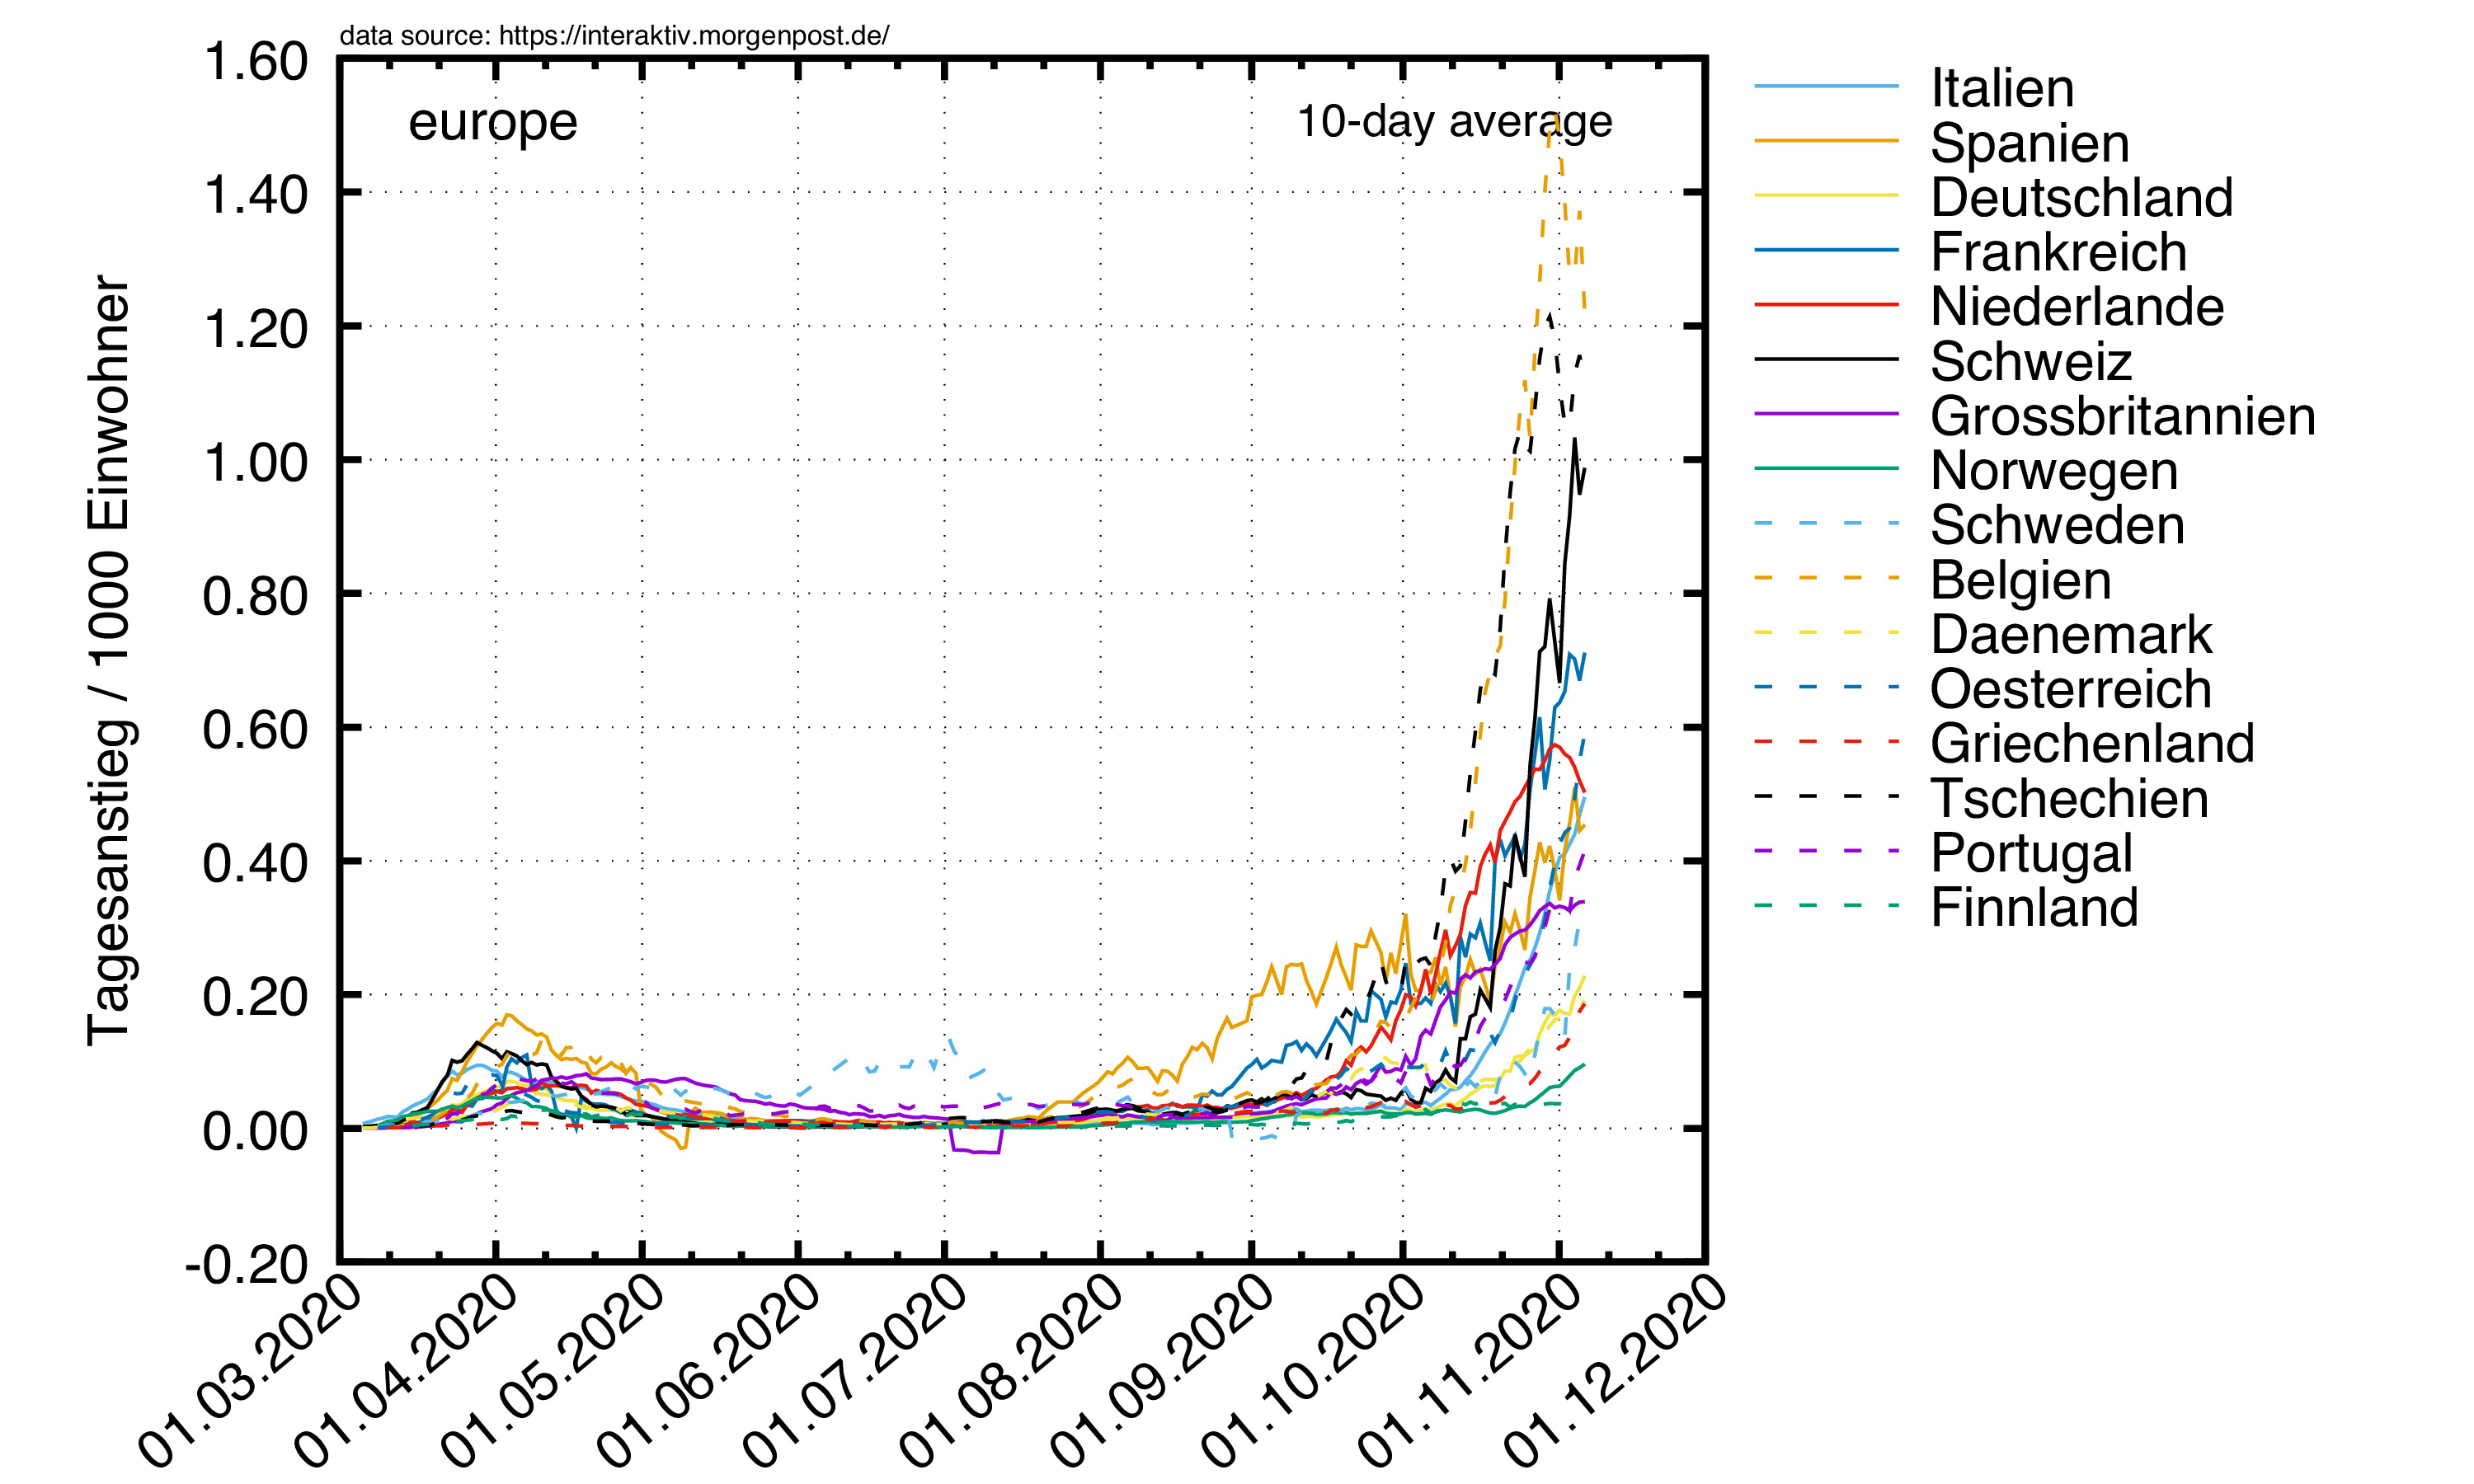 data source: https://interaktiv.morgenpost.de/
europe
10-day average
Tagesanstieg / 1000 Einwohner
1.60
1.40
1.20
1.00
0.80
0.60
0.40
0.20
0.00
-0.20
01.03.2020
01.04.2020
01.05.2020
01.06.2020
01.07.2020
01.08.2020
01.09.2020
01.10.2020
01.11.2020
01.12.2020
Italien
Spanien
Deutschland
Frankreich
Niederlande
Schweiz
Grossbritannien
Norwegen
Schweden
Belgien
Daenemark
Oesterreich
Griechenland
Tschechien
Portugal
Finnland